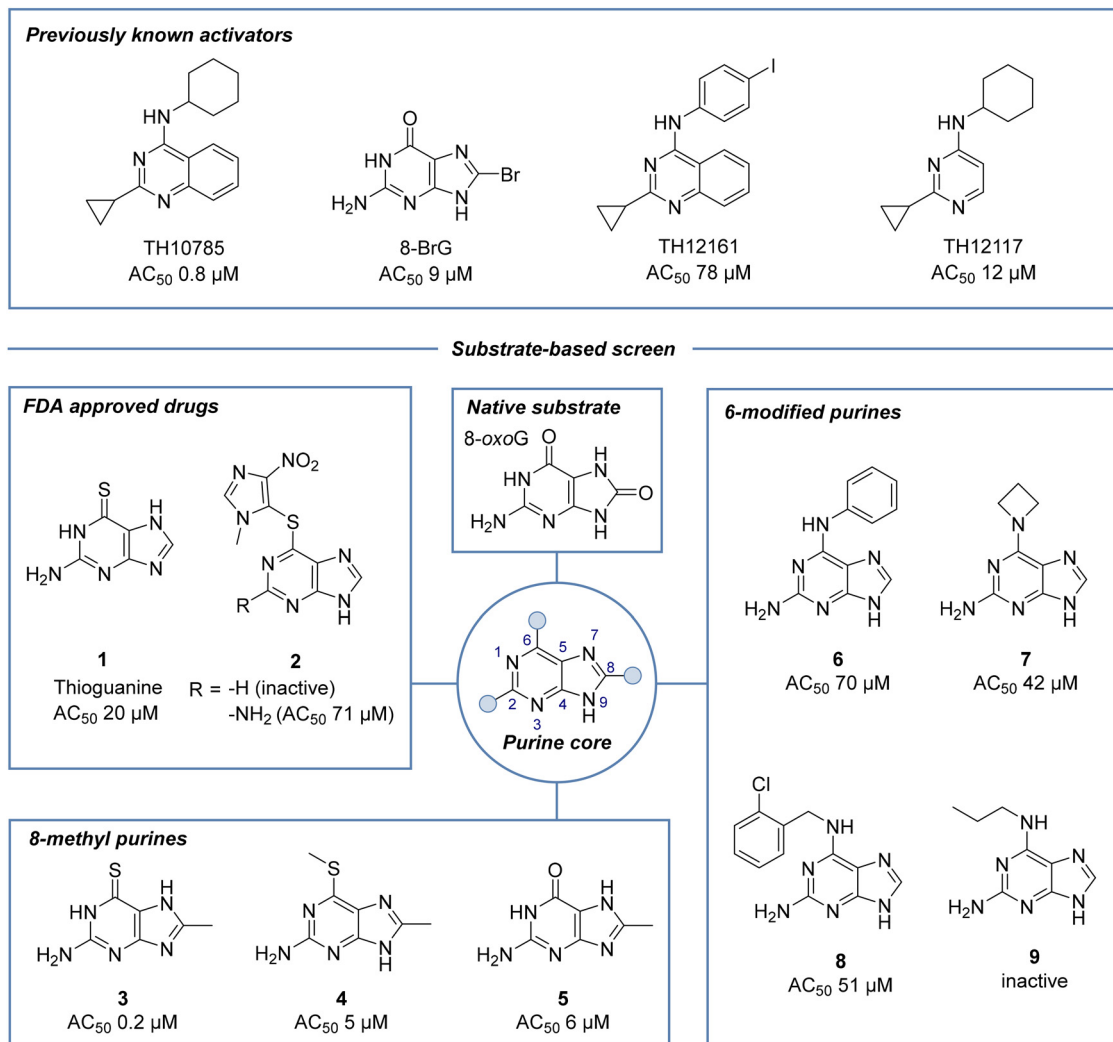 Previously known activators
HN
N
N
TH10785
AC50 0.8 µM
O
HN
N
Br
H2N
N
N
H
8-BrG
AC50 9 µM
I
HN
N
N
TH12161
AC50 78 µM
HN
N
N
TH12117
AC50 12 µM
Substrate-based screen
FDA approved drugs
S
H
N
HN
H2N
N
N
1
Thioguanine
AC50 20 µM
NO2
N
N
S
N
N
R
N
N
H
2
R = -H (inactive)
-NH2 (AC50 71 µM)
Native substrate
8-oxoG
O
H
N
HN
O
H2N
N
N
H
6
5
7
N
1
N
8
2
N
3
4
N
H
9
Purine core
6-modified purines
HN
N
N
H2N
N
N
H
6
AC50 70 µM
N
N
N
H2N
N
N
H
7
AC50 42 µM
Cl
NH
N
N
H2N
N
N
H
8
AC50 51 µM
NH
N
N
H2N
N
N
H
9
inactive
8-methyl purines
S
H
N
HN
H2N
N
N
3
AC50 0.2 µM
S
N
N
H2N
N
N
H
4
AC50 5 µM
O
H
N
HN
H2N
N
N
5
AC50 6 µM